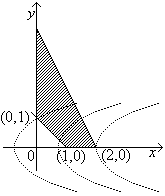 y
(0,1)
0 (1,0) (2,0) x